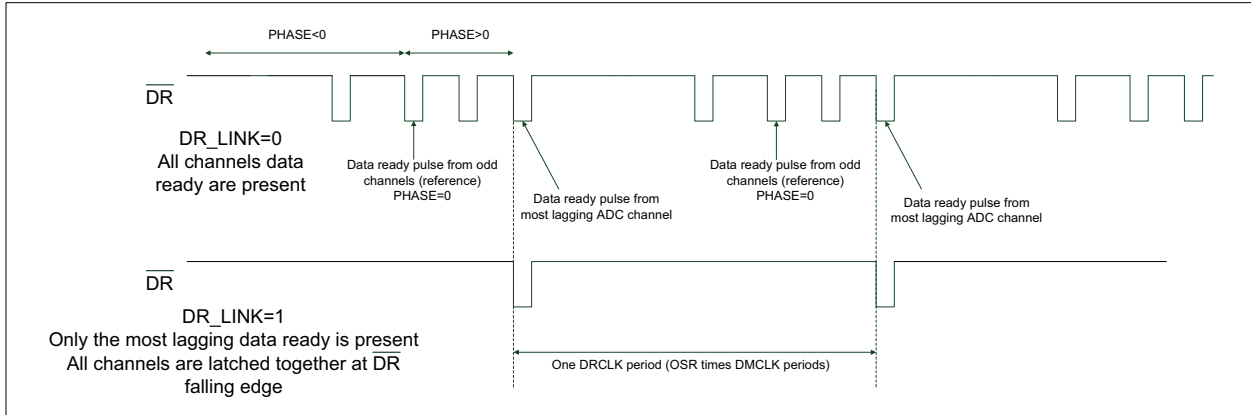 PHASE<0
PHASE>0
DR
DR_LINK=0
All channels data
ready are present
Data ready pulse from odd
channels (reference)
PHASE=0
Data ready pulse from
most lagging ADC channel
Data ready pulse from odd
channels (reference)
PHASE=0
Data ready pulse from
most lagging ADC channel
DR
DR_LINK=1
Only the most lagging data ready is present
All channels are latched together at DR
falling edge
One DRCLK period (OSR times DMCLK periods)